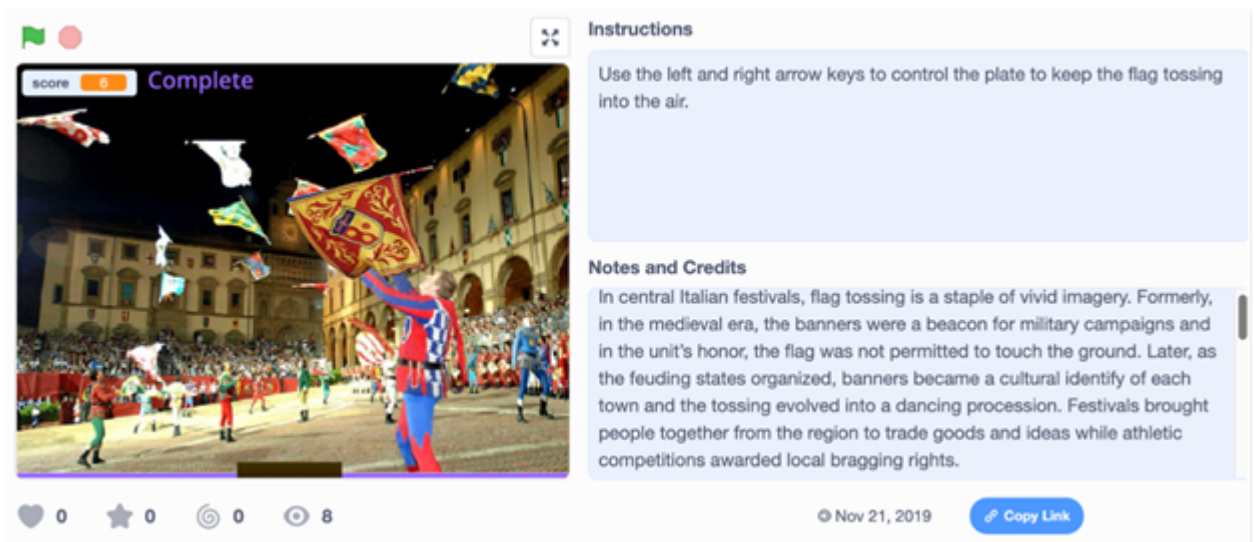 Instructions
score 6 Complete
Use the left and right arrow keys to control the plate to keep the flag tossing
into the air.
Notes and Credits
In central Italian festivals, flag tossing is a staple of vivid imagery. Formerly,
in the medieval era, the banners were a beacon for military campaigns and
in the unit's honor, the flag was not permitted to touch the ground. Later, as
the feuding states organized, banners became a cultural identify of each
town and the tossing evolved into a dancing procession. Festivals brought
people together from the region to trade goods and ideas while athletic
competitions awarded local bragging rights.
0 0 0 8
Nov 21, 2019 Copy Link